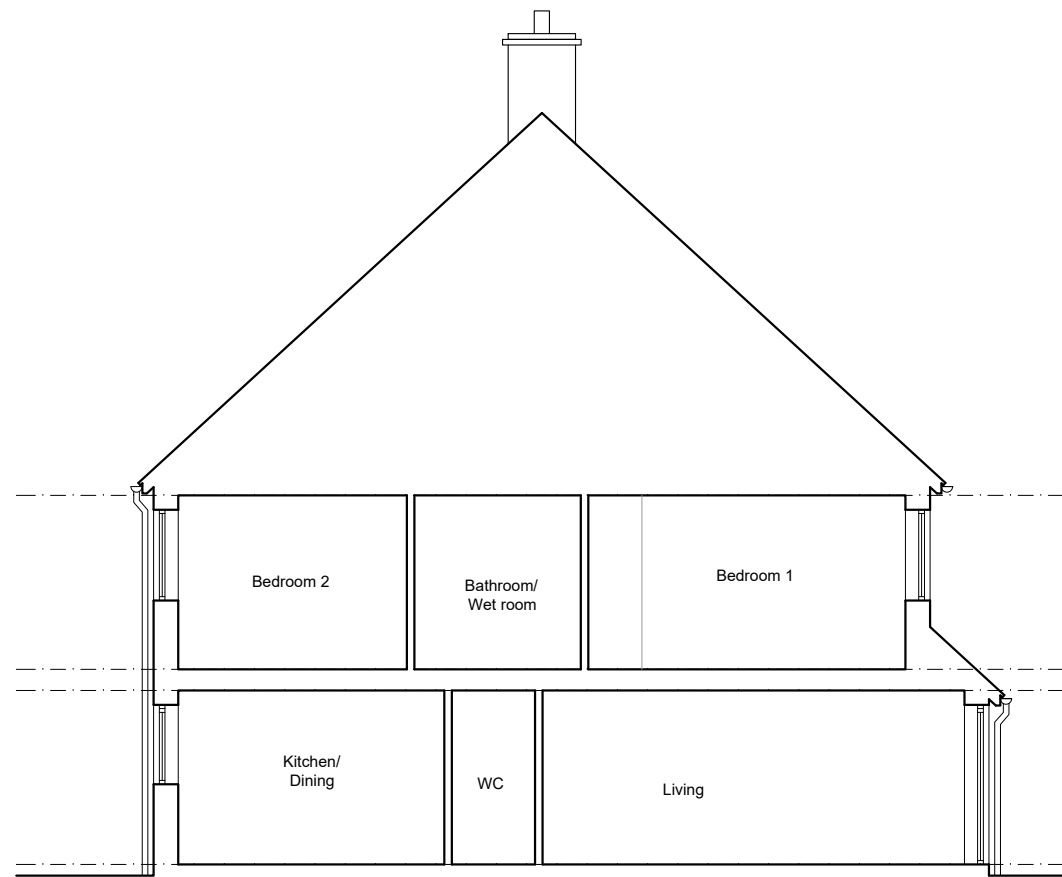 Bedroom 2
Bathroom/
Wet room
Bedroom 1
Kitchen/
Dining
WC
Living